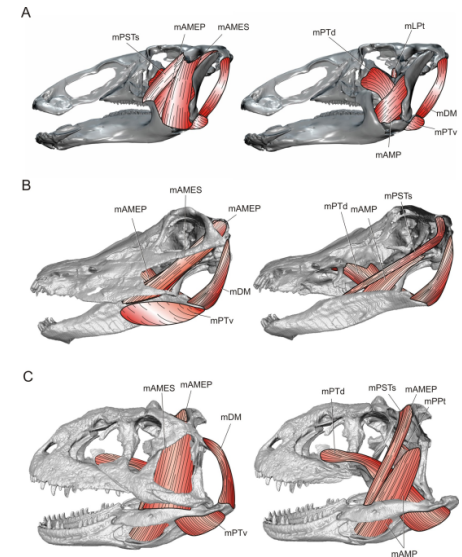 A
mPSTs mAMEP mAMES
mPTd mLPt
mDM
mPTv
mAMP
B
mAMES
mAMEP mAMEP
mDM
mPTv
mPSTs
mPTd mAMP
C
mAMES mAMEP
mDM
mPTv
mPTd mPSTs mAMEP
mPPt
mAMP